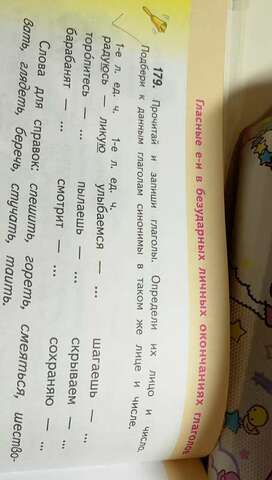 Гласные е-и в безударных личных окончаниях глаголов
179. Прочитай и запиши глаголы. Определи их лицо и число.
Подбери к данным глаголам синонимы в таком же лице и числе.
1-е л. ед. ч. 1-е л. ед. ч.
радуюсь — ликую улыбаемся — ... шагаешь — ...
торопитесь — ... пылаешь — ... скрываем — ...
барабанят — ... смотрит — ... сохраняю — ...
Слова для справок: спешить, гореть, смеяться, шество-
вать, глядеть, беречь, стучать, таить.